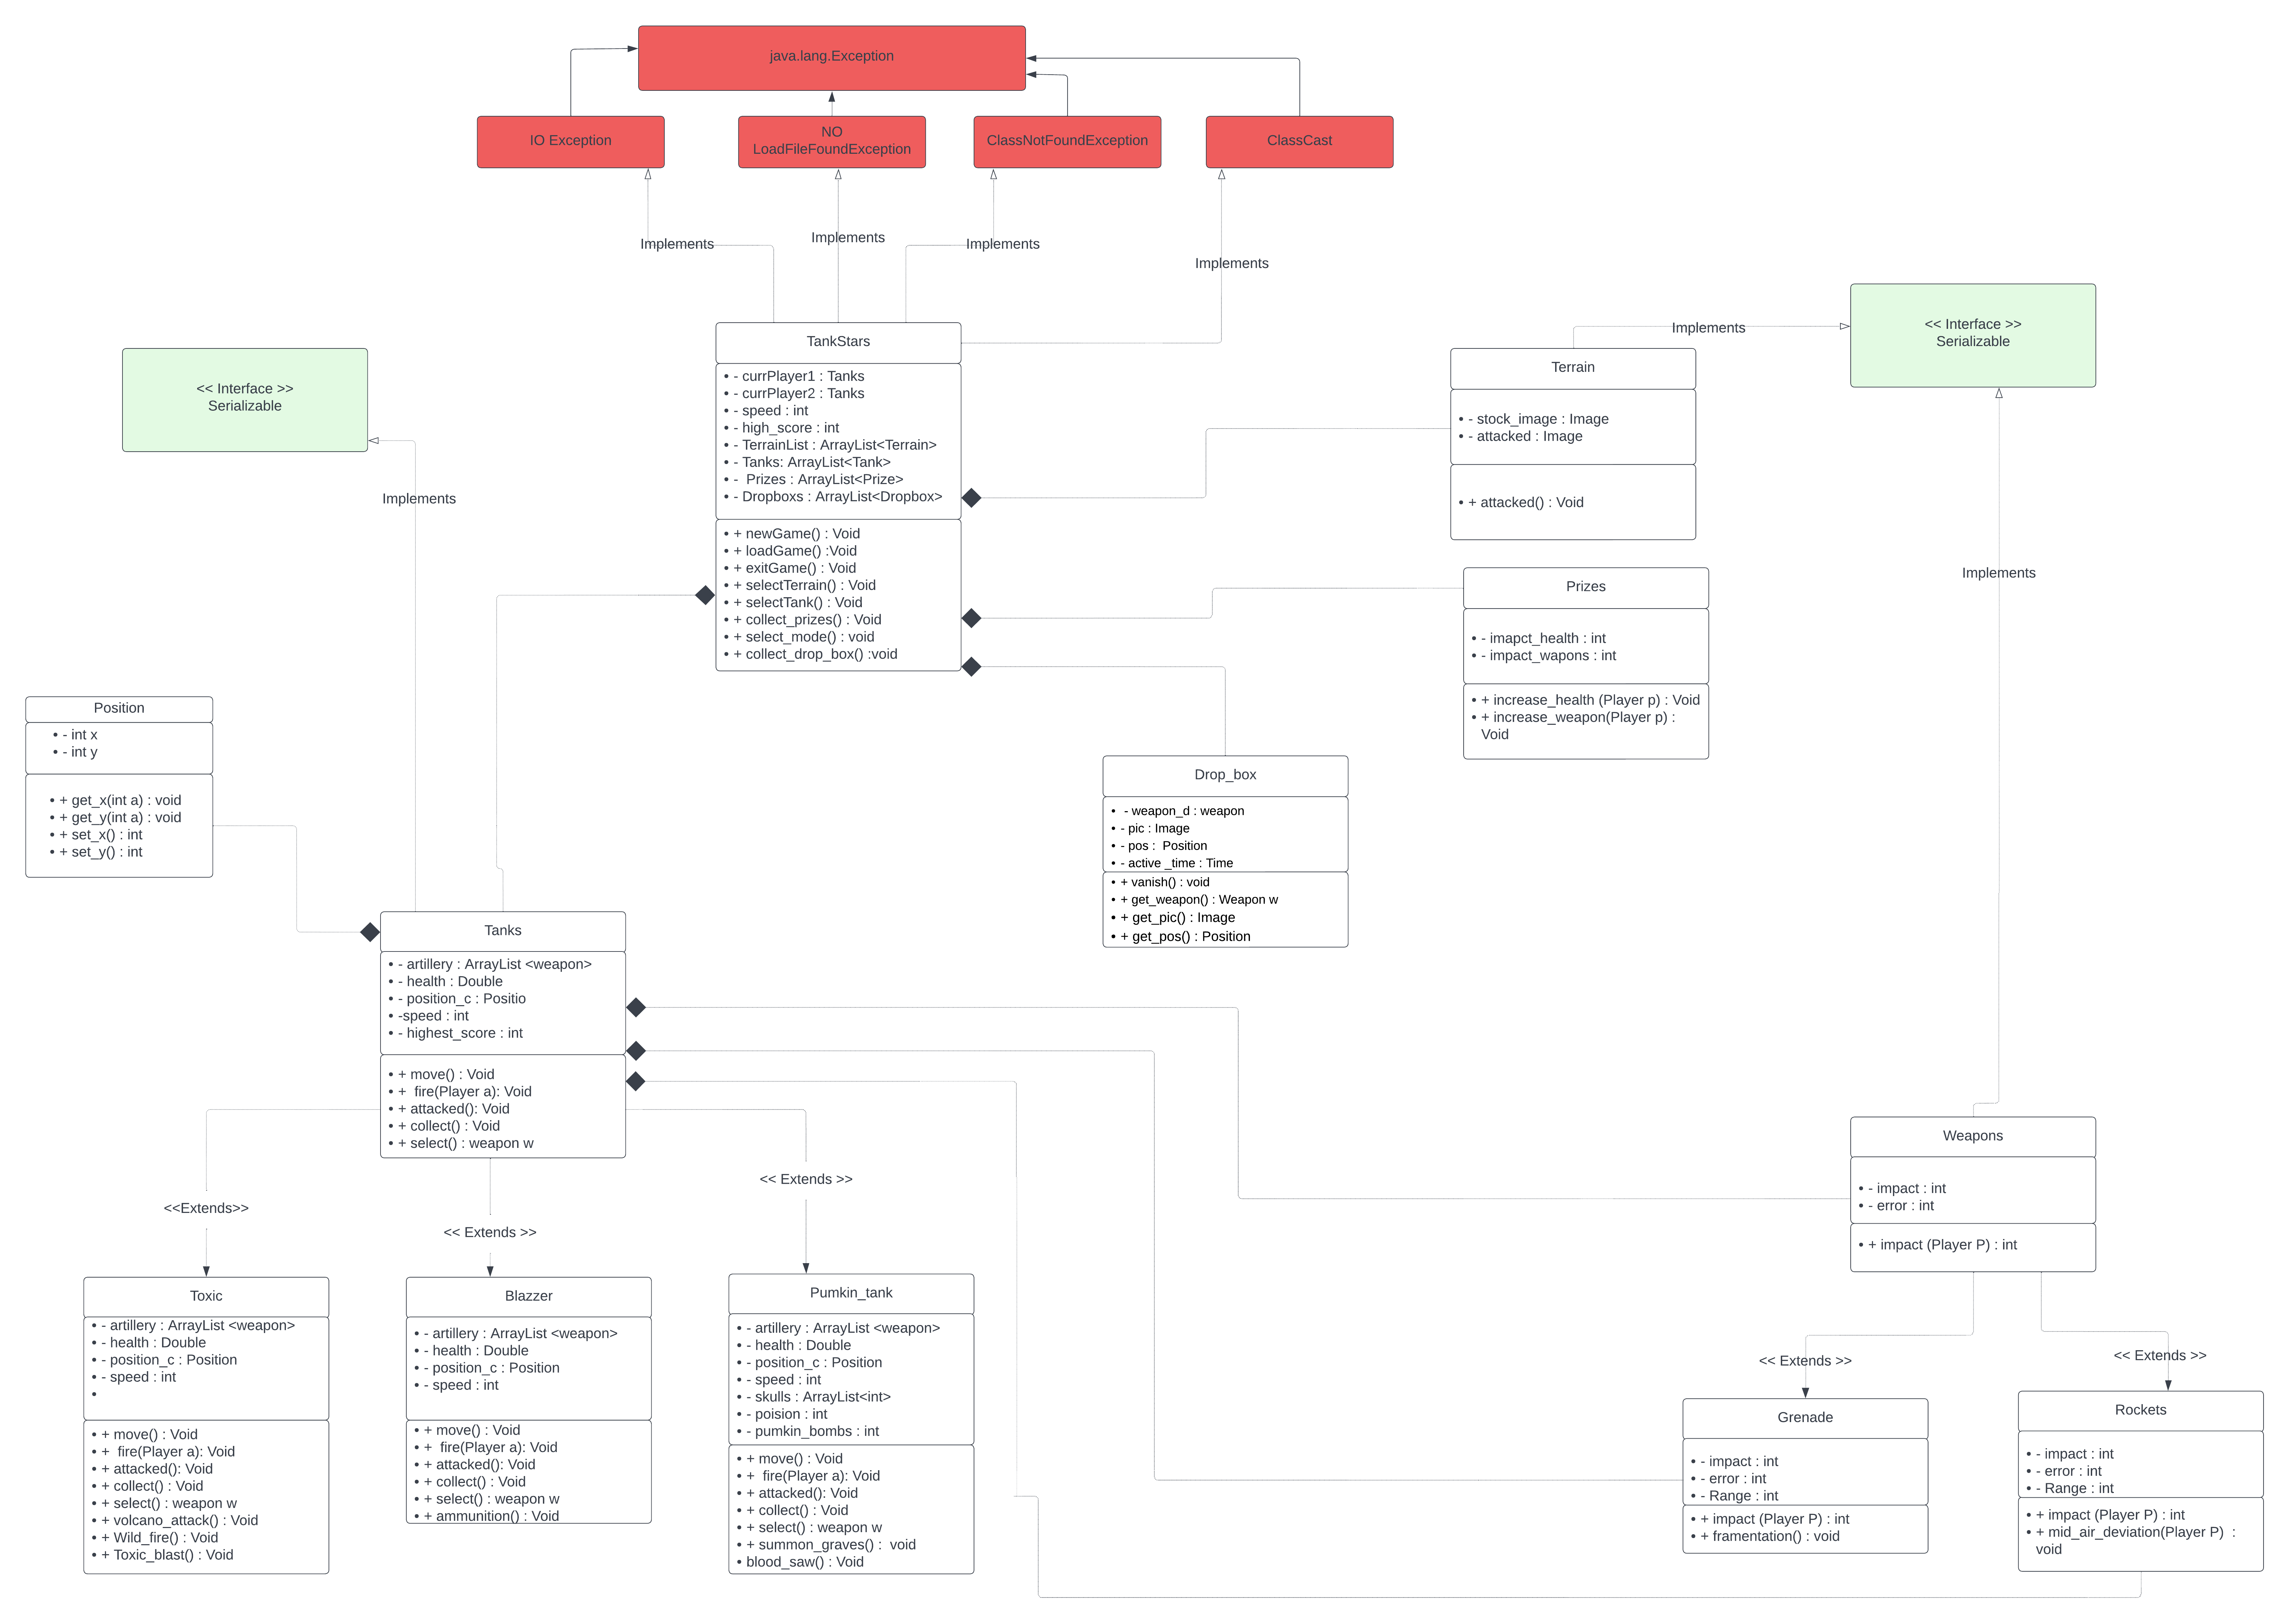 java.lang.Exception
IO Exception
NO
LoadFileFoundException
ClassNotFoundException
ClassCast
Implements
Implements
Implements
Implements
<< Interface >>
Serializable
Implements
TankStars
• - currPlayer1 : Tanks
• - currPlayer2 : Tanks
• - speed : int
• - high_score : int
• - TerrainList : ArrayList<Terrain>
• - Tanks: ArrayList<Tank>
• -  Prizes : ArrayList<Prize>
• - Dropboxs : ArrayList<Dropbox>
• + newGame() : Void
• + loadGame() :Void
• + exitGame() : Void
• + selectTerrain() : Void
• + selectTank() : Void
• + collect_prizes() : Void
• + select_mode() : void
• + collect_drop_box() :void
Implements
<< Interface >>
Serializable
Implements
Terrain
• - stock_image : Image
• - attacked : Image
• + attacked() : Void
Prizes
• - imapct_health : int
• - impact_wapons : int
• + increase_health (Player p) : Void
• + increase_weapon(Player p) :
Void
Position
• - int x
• - int y
• + get_x(int a) : void
• + get_y(int a) : void
• + set_x() : int
• + set_y() : int
Drop_box
•  - weapon_d : weapon
• - pic : Image
• - pos :  Position
• - active _time : Time
• + vanish() : void
• + get_weapon() : Weapon w
• + get_pic() : Image
• + get_pos() : Position
Tanks
• - artillery : ArrayList <weapon>
• - health : Double
• - position_c : Positio
• -speed : int
• - highest_score : int
• + move() : Void
• +  fire(Player a): Void
• + attacked(): Void
• + collect() : Void
• + select() : weapon w
Weapons
• - impact : int
• - error : int
• + impact (Player P) : int
<<Extends>>
<< Extends >>
<< Extends >>
<< Extends >>
<< Extends >>
Toxic
• - artillery : ArrayList <weapon>
• - health : Double
• - position_c : Position
• - speed : int
•
• + move() : Void
• +  fire(Player a): Void
• + attacked(): Void
• + collect() : Void
• + select() : weapon w
• + volcano_attack() : Void
• + Wild_fire() : Void
• + Toxic_blast() : Void
Blazzer
• - artillery : ArrayList <weapon>
• - health : Double
• - position_c : Position
• - speed : int
• + move() : Void
• +  fire(Player a): Void
• + attacked(): Void
• + collect() : Void
• + select() : weapon w
• + ammunition() : Void
Pumkin_tank
• - artillery : ArrayList <weapon>
• - health : Double
• - position_c : Position
• - speed : int
• - skulls : ArrayList<int>
• - poision : int
• - pumkin_bombs : int
• + move() : Void
• +  fire(Player a): Void
• + attacked(): Void
• + collect() : Void
• + select() : weapon w
• + summon_graves() :  void
• blood_saw() : Void
Grenade
• - impact : int
• - error : int
• - Range : int
• + impact (Player P) : int
• + framentation() : void
Rockets
• - impact : int
• - error : int
• - Range : int
• + impact (Player P) : int
• + mid_air_deviation(Player P)  :
void